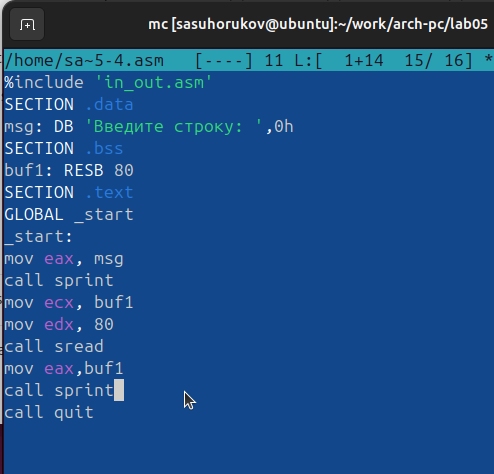 mc [sasuhorukov@ubuntu]:~/work/arch-pc/lab05
/home/sa~5-4.asm   [----] 11 L:[  1+14  15/ 16] *
%include 'in_out.asm'
SECTION .data
msg: DB 'Введите строку: ',0h
SECTION .bss
buf1: RESB 80
SECTION .text
GLOBAL _start
_start:
mov eax, msg
call sprint
mov ecx, buf1
mov edx, 80
call sread
mov eax,buf1
call sprint
call quit